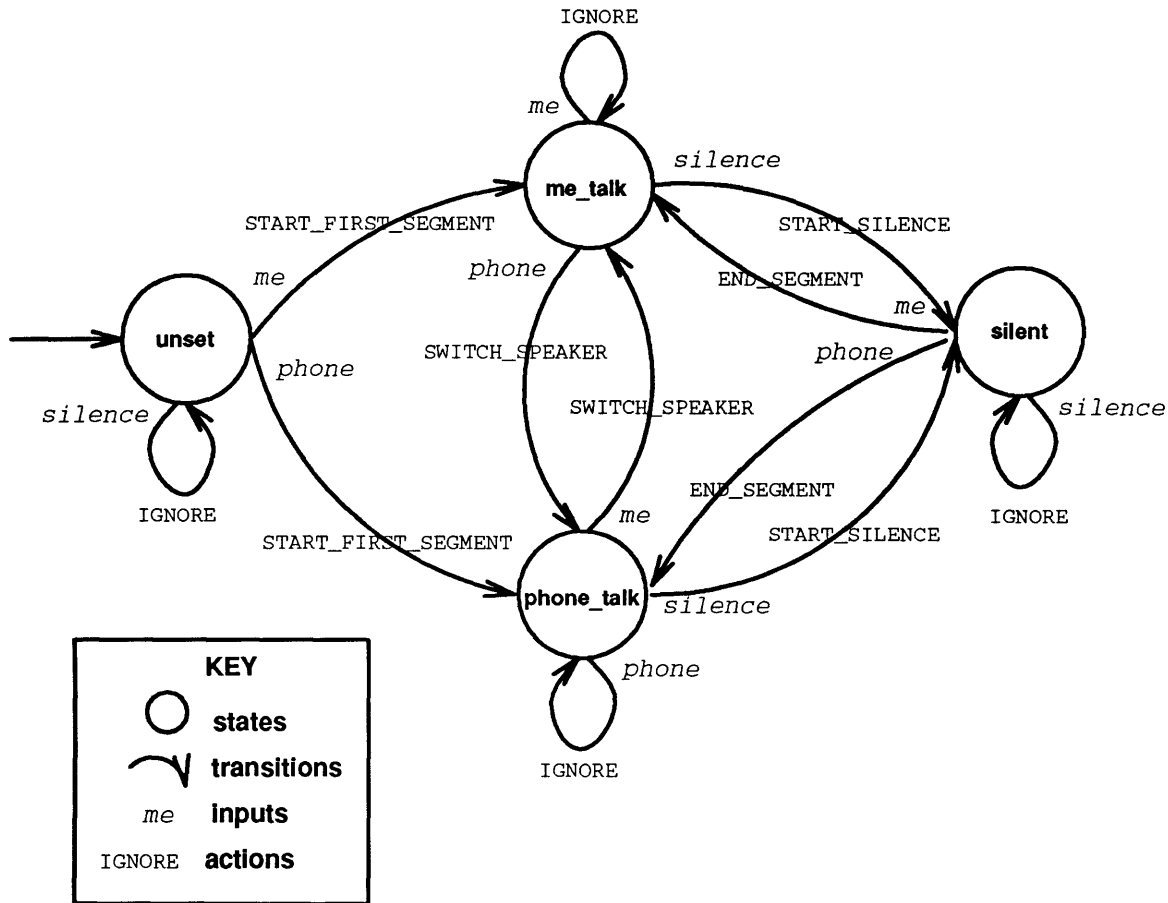 IGNORE
me
silence
me_talk
START_FIRST_SEGMENT
START_SILENCE
phone
me
END_SEGMENT
me
unset
silent
SWITCH_SPEAKER
phone
phone
silence
SWITCH_SPEAKER
silence
END_SEGMENT
IGNORE
me
IGNORE
START_FIRST_SEGMENT
START_SILENCE
phone_talk
silence
KEY
phone
states
transitions
IGNORE
me inputs
IGNORE actions